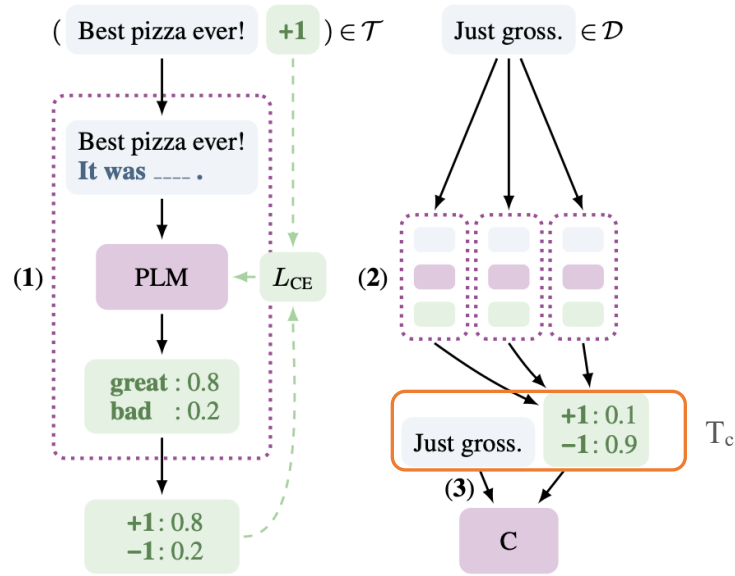 ( Best pizza ever! +1 ) ∈ 𝒯
Best pizza ever!
It was ____ .
(1)
PLM
L_CE
great : 0.8
bad : 0.2
+1: 0.8
−1: 0.2
Just gross. ∈ 𝒟
(2)
+1: 0.1
−1: 0.9
Just gross.
T_c
(3)
C